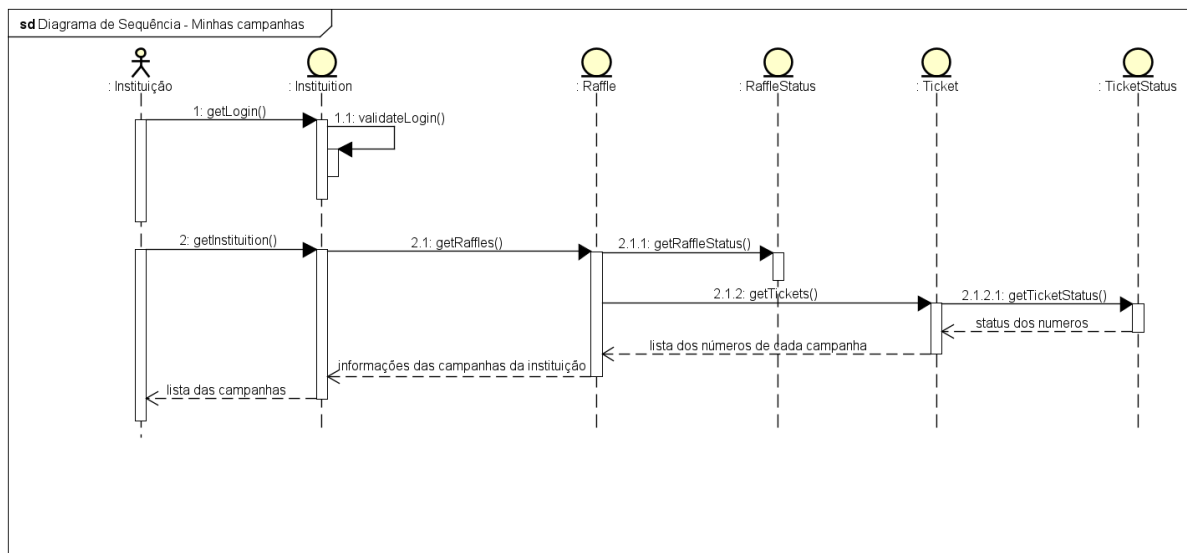 sd Diagrama de Sequência - Minhas campanhas
: Instituição
: Instituition
: Raffle
: RaffleStatus
: Ticket
: TicketStatus
1: getLogin()
1.1: validateLogin()
2: getInstituition()
2.1: getRaffles()
2.1.1: getRaffleStatus()
2.1.2: getTickets()
2.1.2.1: getTicketStatus()
status dos numeros
lista dos números de cada campanha
informações das campanhas da instituição
lista das campanhas